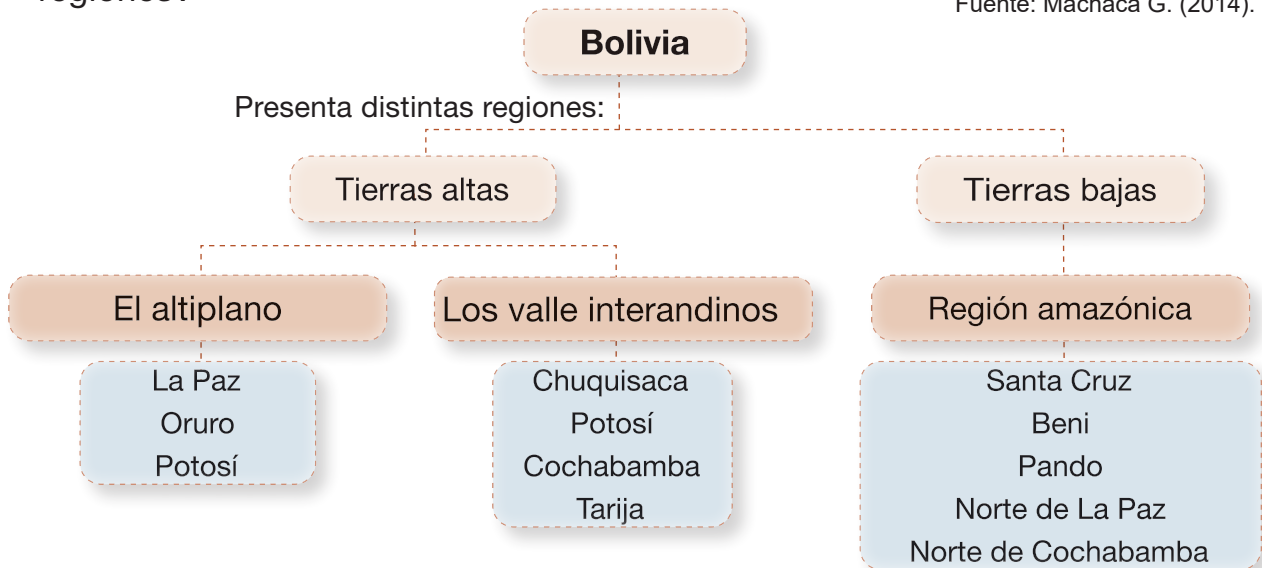 regiones:
Fuente: Machaca G. (2014).
Bolivia
Presenta distintas regiones:
Tierras altas
Tierras bajas
El altiplano
Los valle interandinos
Región amazónica
La Paz
Oruro
Potosí
Chuquisaca
Potosí
Cochabamba
Tarija
Santa Cruz
Beni
Pando
Norte de La Paz
Norte de Cochabamba